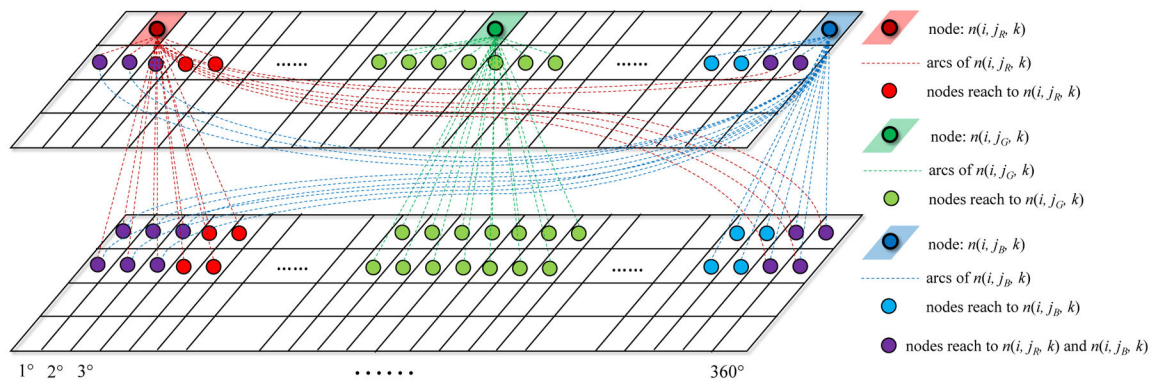 node: n(i, j_R, k)
arcs of n(i, j_R, k)
nodes reach to n(i, j_R, k)
node: n(i, j_G, k)
arcs of n(i, j_G, k)
nodes reach to n(i, j_G, k)
node: n(i, j_B, k)
arcs of n(i, j_B, k)
nodes reach to n(i, j_B, k)
nodes reach to n(i, j_R, k) and n(i, j_B, k)
...... ......
...... ......
1° 2° 3° ...... 360°